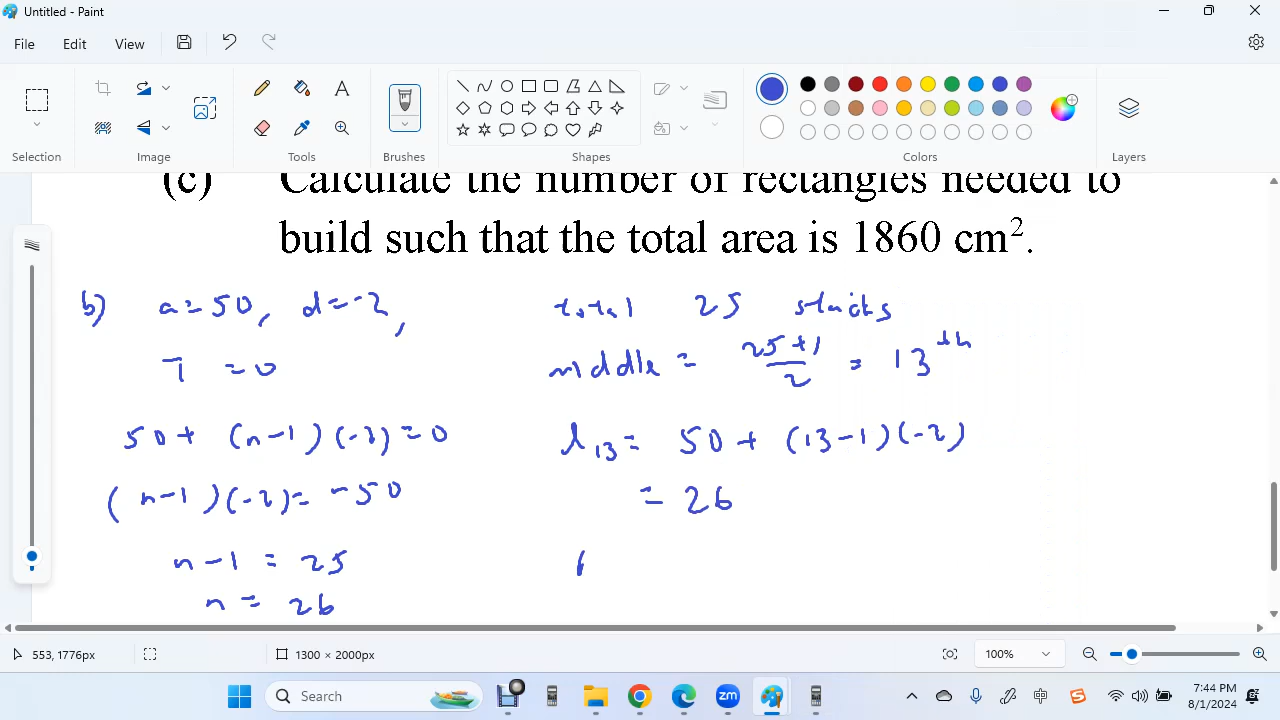 Untitled - Paint
File Edit View
Selection Image Tools Brushes Shapes Colors Layers
(c) Calculate the number of rectangles needed to
build such that the total area is 1860 cm².
b) a = 50, d = -2,
T = 0
50 + (n-1)(-2) = 0
(n-1)(-2) = -50
n - 1 = 25
n = 26
total 25 sticks
middle = 25+1/2 = 13th
l13 = 50 + (13-1)(-2)
= 26
553, 1776px 1300 × 2000px 100%
Search 中 7:44 PM
8/1/2024